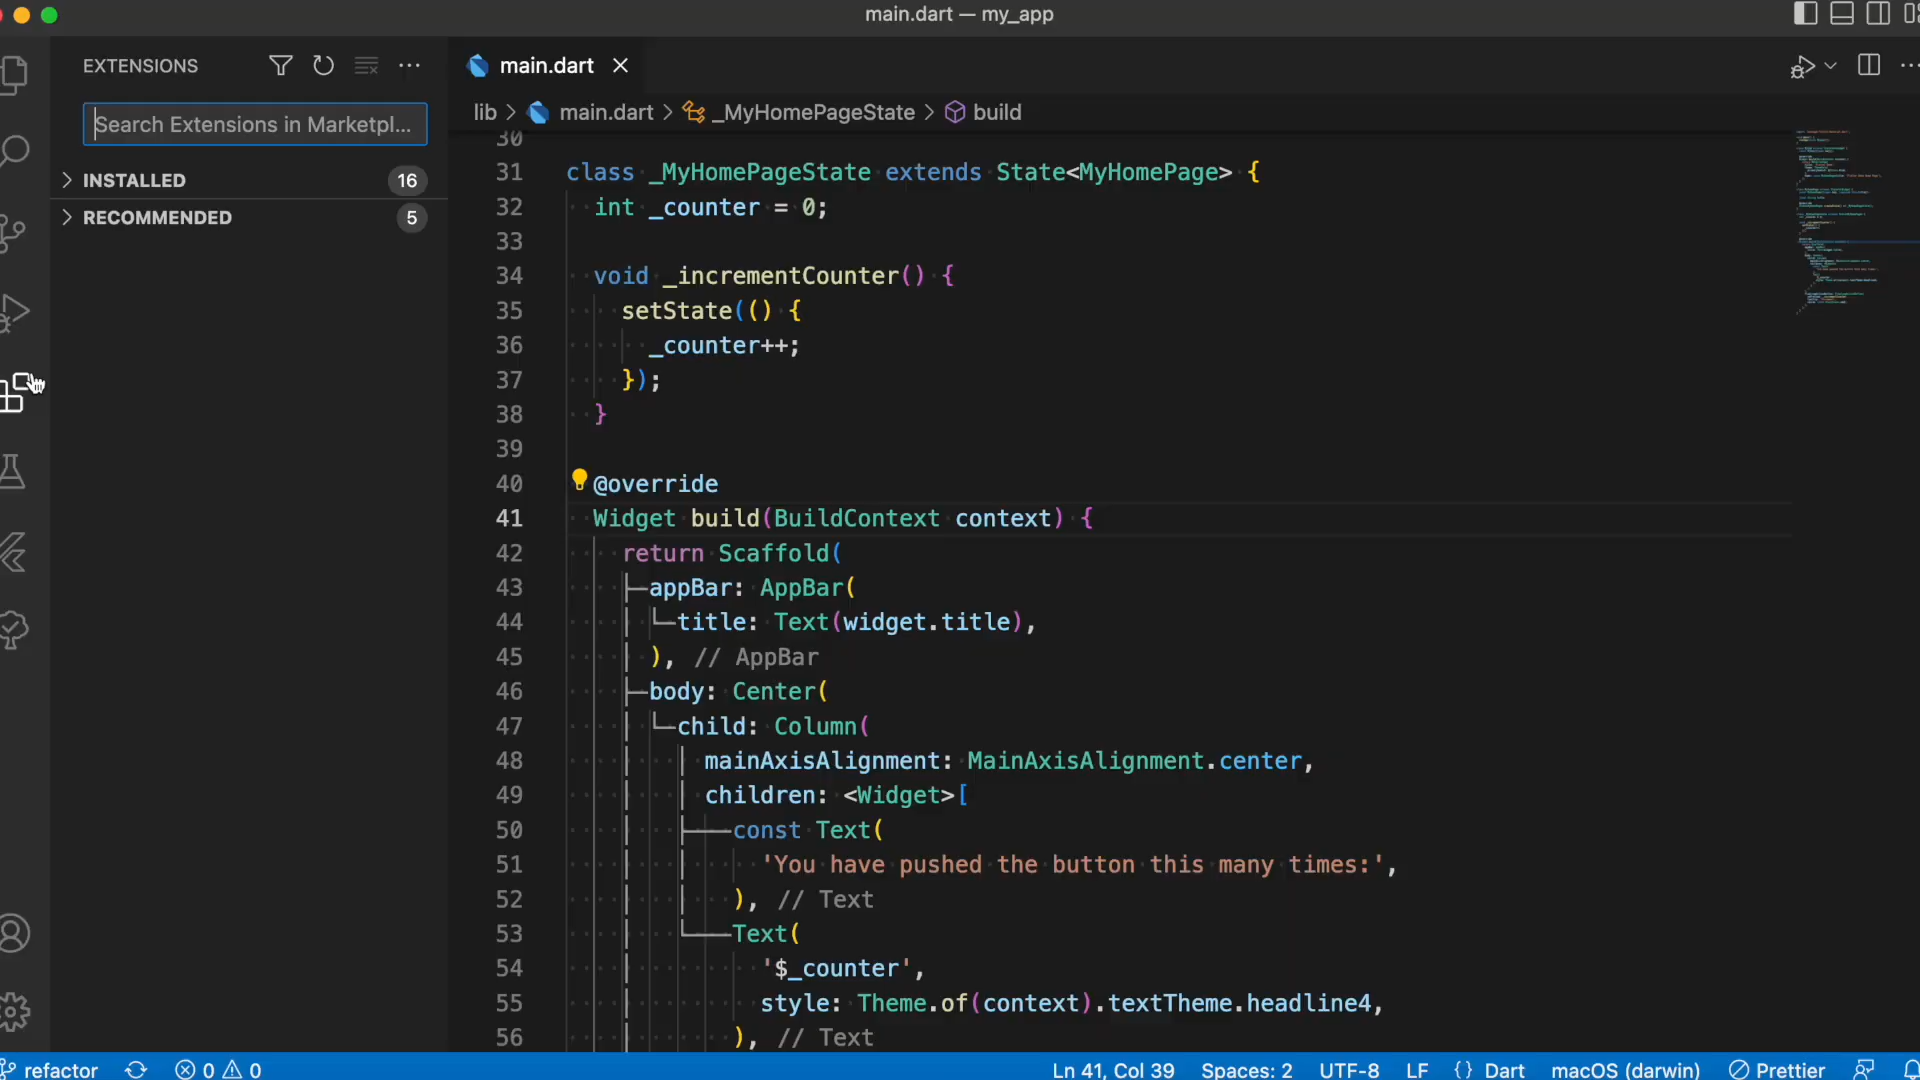 main.dart — my_app
EXTENSIONS
Search Extensions in Marketpl...
INSTALLED 16
RECOMMENDED 5
main.dart
lib > main.dart > _MyHomePageState > build
30
31 class _MyHomePageState extends State<MyHomePage> {
32 int _counter = 0;
33
34 void _incrementCounter() {
35 setState(() {
36 _counter++;
37 });
38 }
39
40 @override
41 Widget build(BuildContext context) {
42 return Scaffold(
43 appBar: AppBar(
44 title: Text(widget.title),
45 ), // AppBar
46 body: Center(
47 child: Column(
48 mainAxisAlignment: MainAxisAlignment.center,
49 children: <Widget>[
50 const Text(
51 'You have pushed the button this many times:',
52 ), // Text
53 Text(
54 '$_counter',
55 style: Theme.of(context).textTheme.headline4,
56 ), // Text
refactor 0 0 Ln 41, Col 39 Spaces: 2 UTF-8 LF {} Dart macOS (darwin) Prettier